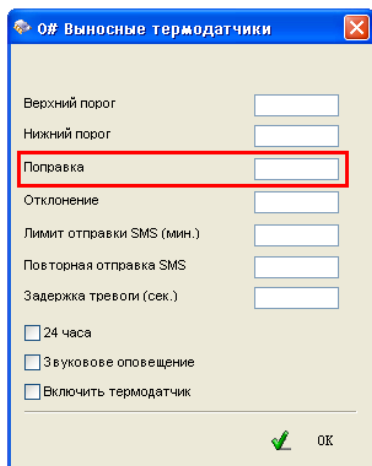 0# Выносные термодатчики
Верхний порог
Нижний порог
Поправка
Отклонение
Лимит отправки SMS (мин.)
Повторная отправка SMS
Задержка тревоги (сек.)
24 часа
Звуковове оповещение
Включить термодатчик
OK